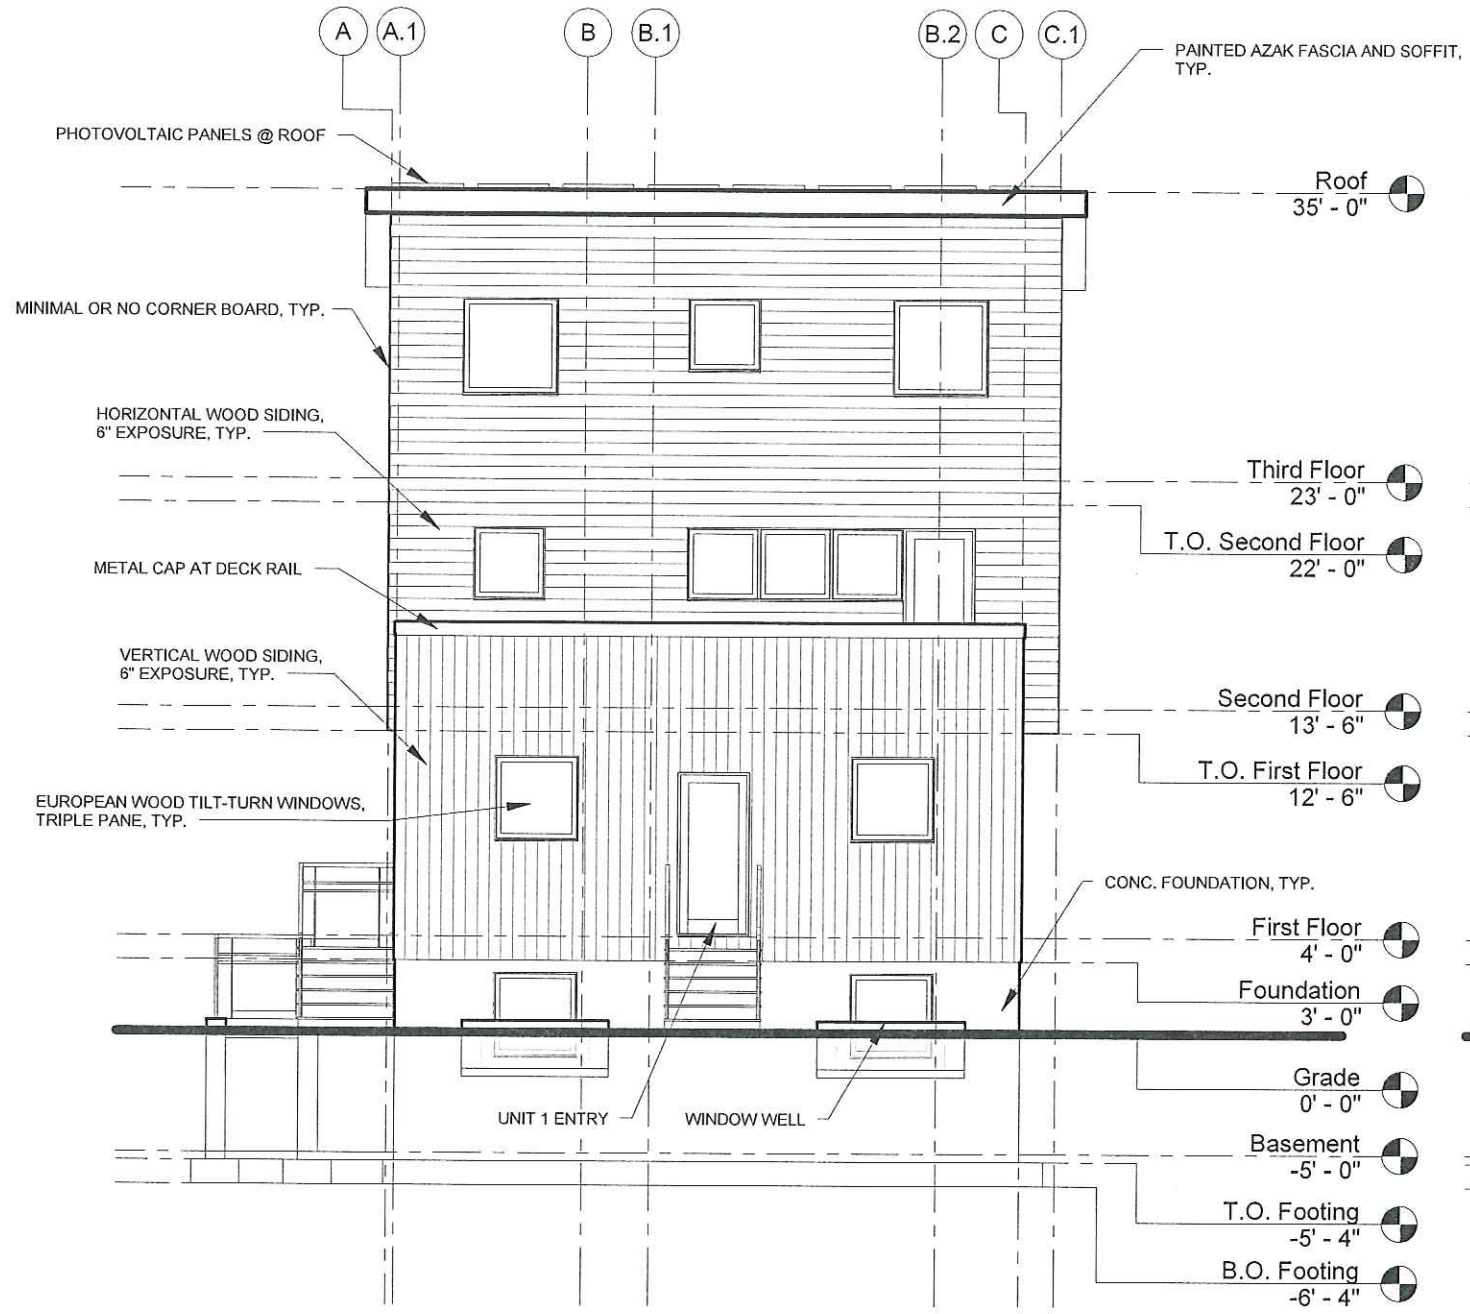 A
A.1
B
B.1
B.2
C
C.1
PAINTED AZAK FASCIA AND SOFFIT,
TYP.
PHOTOVOLTAIC PANELS @ ROOF
Roof
35' - 0"
MINIMAL OR NO CORNER BOARD, TYP.
HORIZONTAL WOOD SIDING,
6" EXPOSURE, TYP.
Third Floor
23' - 0"
T.O. Second Floor
22' - 0"
METAL CAP AT DECK RAIL
VERTICAL WOOD SIDING,
6" EXPOSURE, TYP.
Second Floor
13' - 6"
T.O. First Floor
12' - 6"
EUROPEAN WOOD TILT-TURN WINDOWS,
TRIPLE PANE, TYP.
CONC. FOUNDATION, TYP.
First Floor
4' - 0"
Foundation
3' - 0"
Grade
0' - 0"
UNIT 1 ENTRY
WINDOW WELL
Basement
-5' - 0"
T.O. Footing
-5' - 4"
B.O. Footing
-6' - 4"